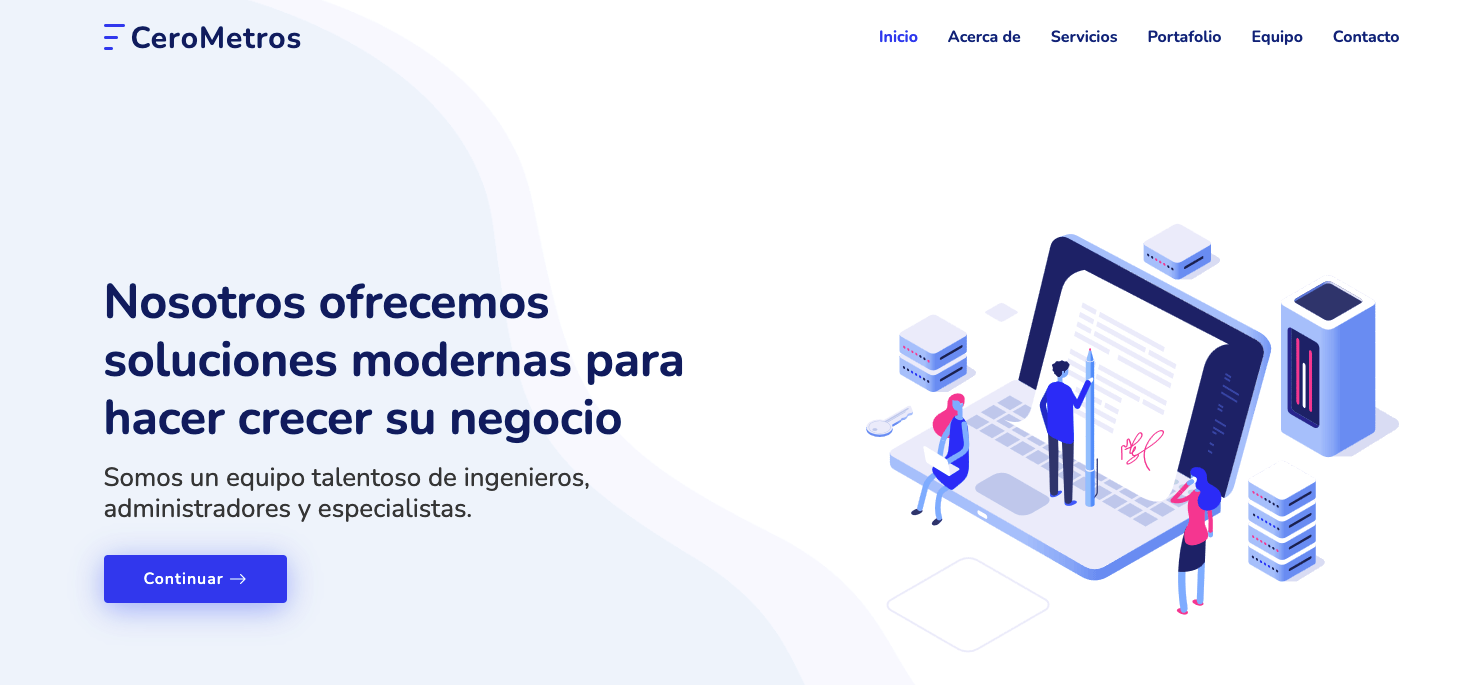 CeroMetros
Inicio Acerca de Servicios Portafolio Equipo Contacto
Nosotros ofrecemos
soluciones modernas para
hacer crecer su negocio
Somos un equipo talentoso de ingenieros,
administradores y especialistas.
Continuar →